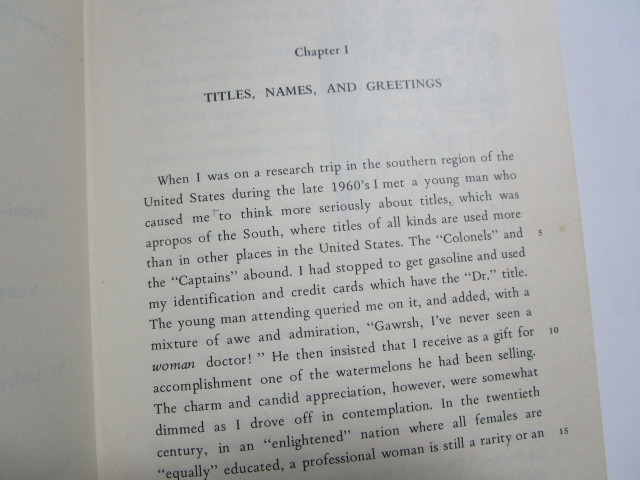 Chapter I
TITLES, NAMES, AND GREETINGS
When I was on a research trip in the southern region of the
United States during the late 1960's I met a young man who
caused me to think more seriously about titles, which was
apropos of the South, where titles of all kinds are used more
than in other places in the United States. The "Colonels" and 5
the "Captains" abound. I had stopped to get gasoline and used
my identification and credit cards which have the "Dr." title.
The young man attending queried me on it, and added, with a
mixture of awe and admiration, "Gawrsh, I've never seen a
woman doctor!" He then insisted that I receive as a gift for 10
accomplishment one of the watermelons he had been selling.
The charm and candid appreciation, however, were somewhat
dimmed as I drove off in contemplation. In the twentieth
century, in an "enlightened" nation where all females are
"equally" educated, a professional woman is still a rarity or an 15